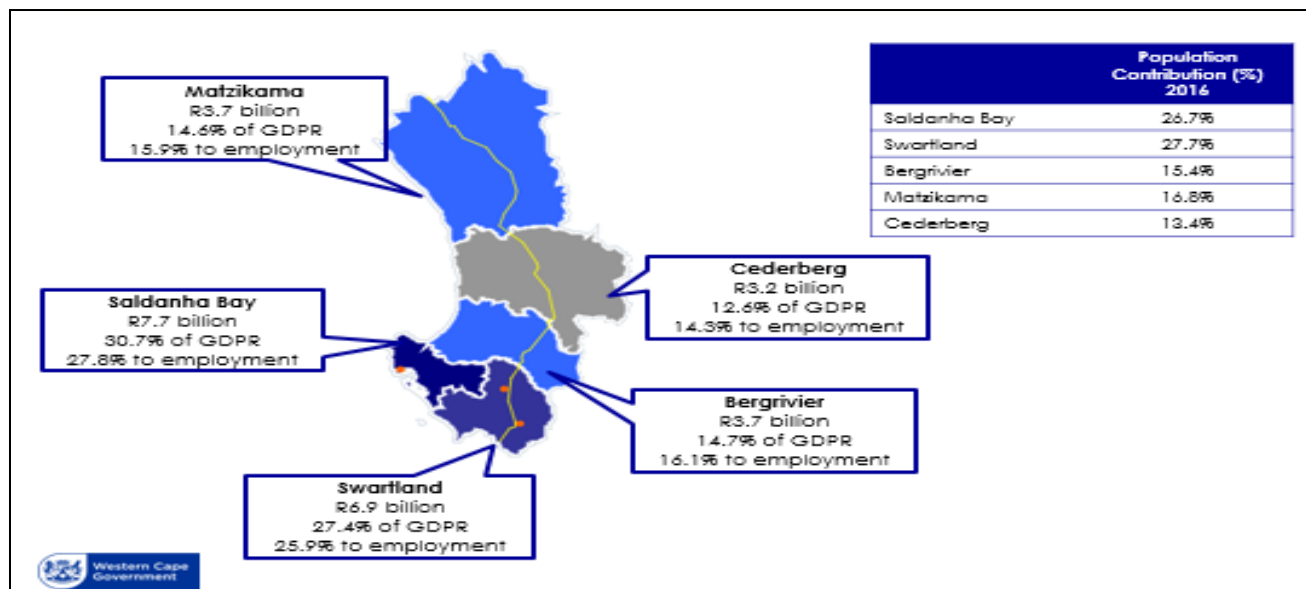 Matzikama
R3.7 billion
14.6% of GDPR
15.9% to employment
Population
Contribution (%)
2016
Saldanha Bay 26.7%
Swartland 27.7%
Bergrivier 15.4%
Matzikama 16.8%
Cederberg 13.4%
Cederberg
R3.2 billion
12.6% of GDPR
14.3% to employment
Saldanha Bay
R7.7 billion
30.7% of GDPR
27.8% to employment
Bergrivier
R3.7 billion
14.7% of GDPR
16.1% to employment
Swartland
R6.9 billion
27.4% of GDPR
25.9% to employment
Western Cape
Government